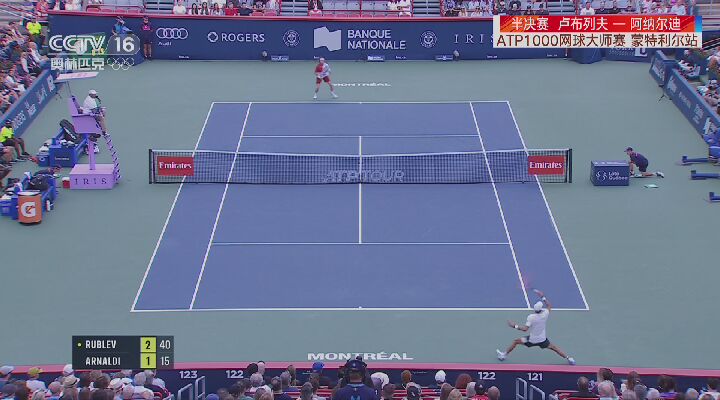 CCTV 16
奥林匹克
Audi
ROGERS
BANQUE NATIONALE
IRIS
半决赛 卢布列夫 — 阿纳尔迪
ATP1000网球大师赛 蒙特利尔站
MONTRÉAL
Emirates
ATP TOUR
Emirates
IRIS
G
RUBLEV 2 40
ARNALDI 1 15
MONTRÉAL
123
122
122
121